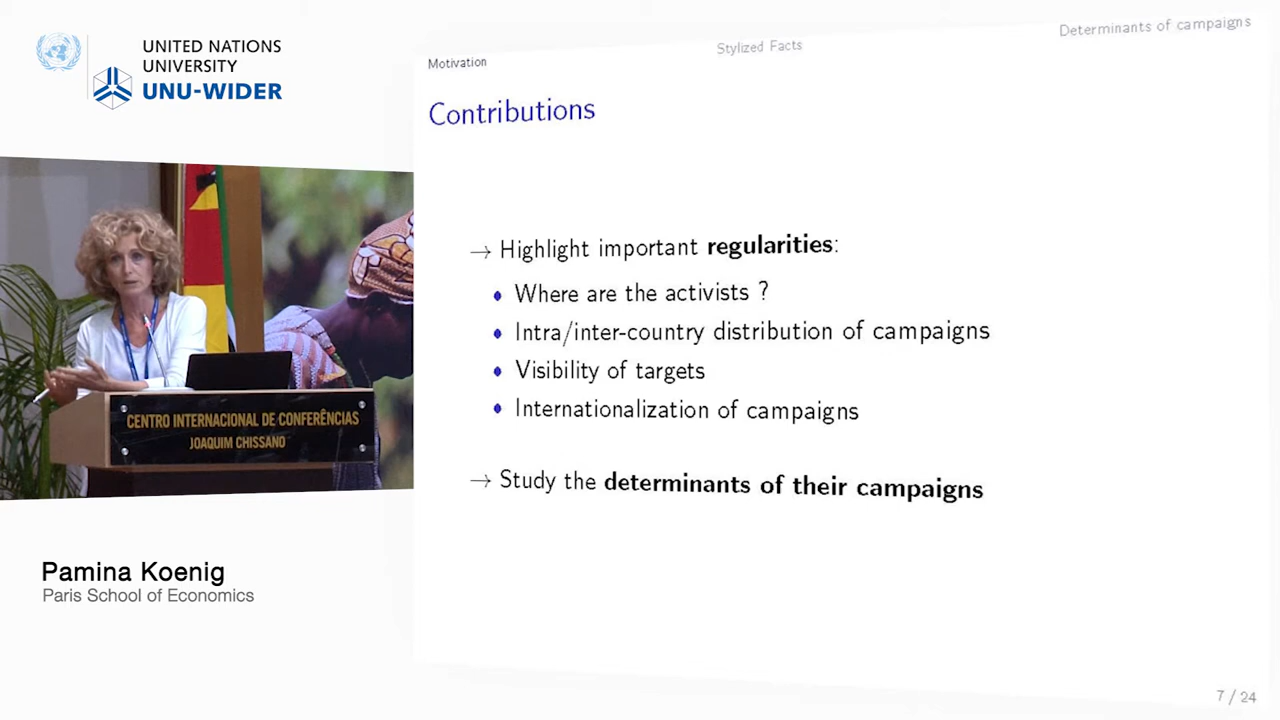 UNITED NATIONS
UNIVERSITY
UNU-WIDER
Motivation
Stylized Facts
Determinants of campaigns
Contributions
→ Highlight important regularities:
• Where are the activists ?
• Intra/inter-country distribution of campaigns
• Visibility of targets
• Internationalization of campaigns
→ Study the determinants of their campaigns
CENTRO INTERNACIONAL DE CONFERÊNCIAS
JOAQUIM CHISSANO
Pamina Koenig
Paris School of Economics
7 / 24